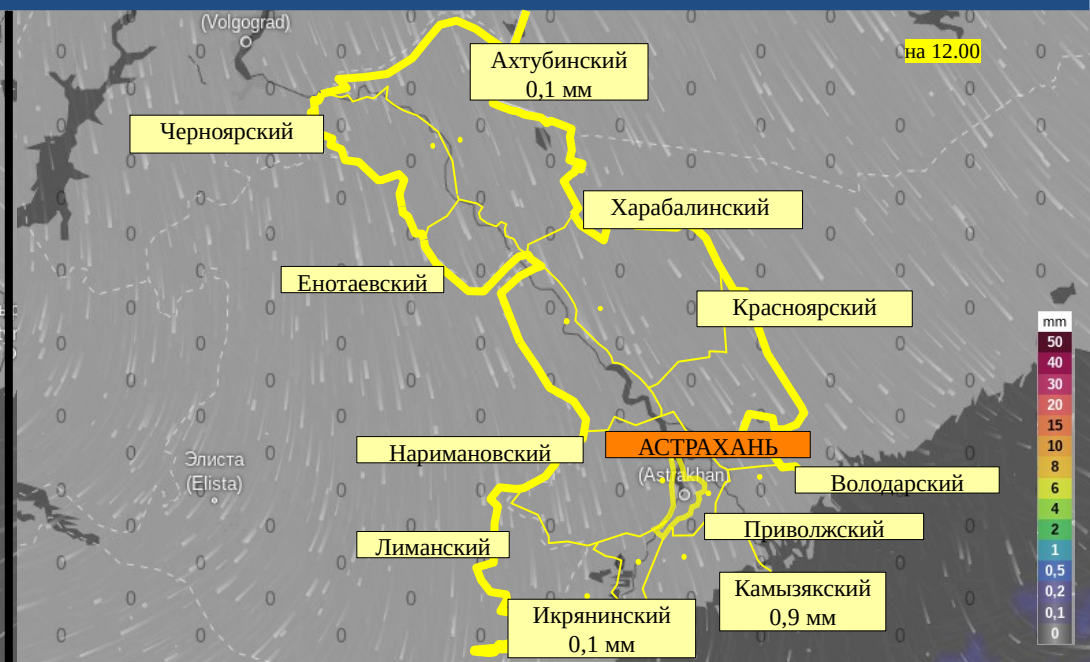 (Volgograd)
на 12.00
Ахтубинский
0,1 мм
Черноярский
Харабалинский
Енотаевский
Красноярский
mm
50
40
30
20
15
10
8
6
4
2
1
0,5
0,2
0,1
0
Наримановский
АСТРАХАНЬ
Элиста
(Elista)
(Astrakhan)
Володарский
Приволжский
Лиманский
Камызякский
0,9 мм
Икрянинский
0,1 мм